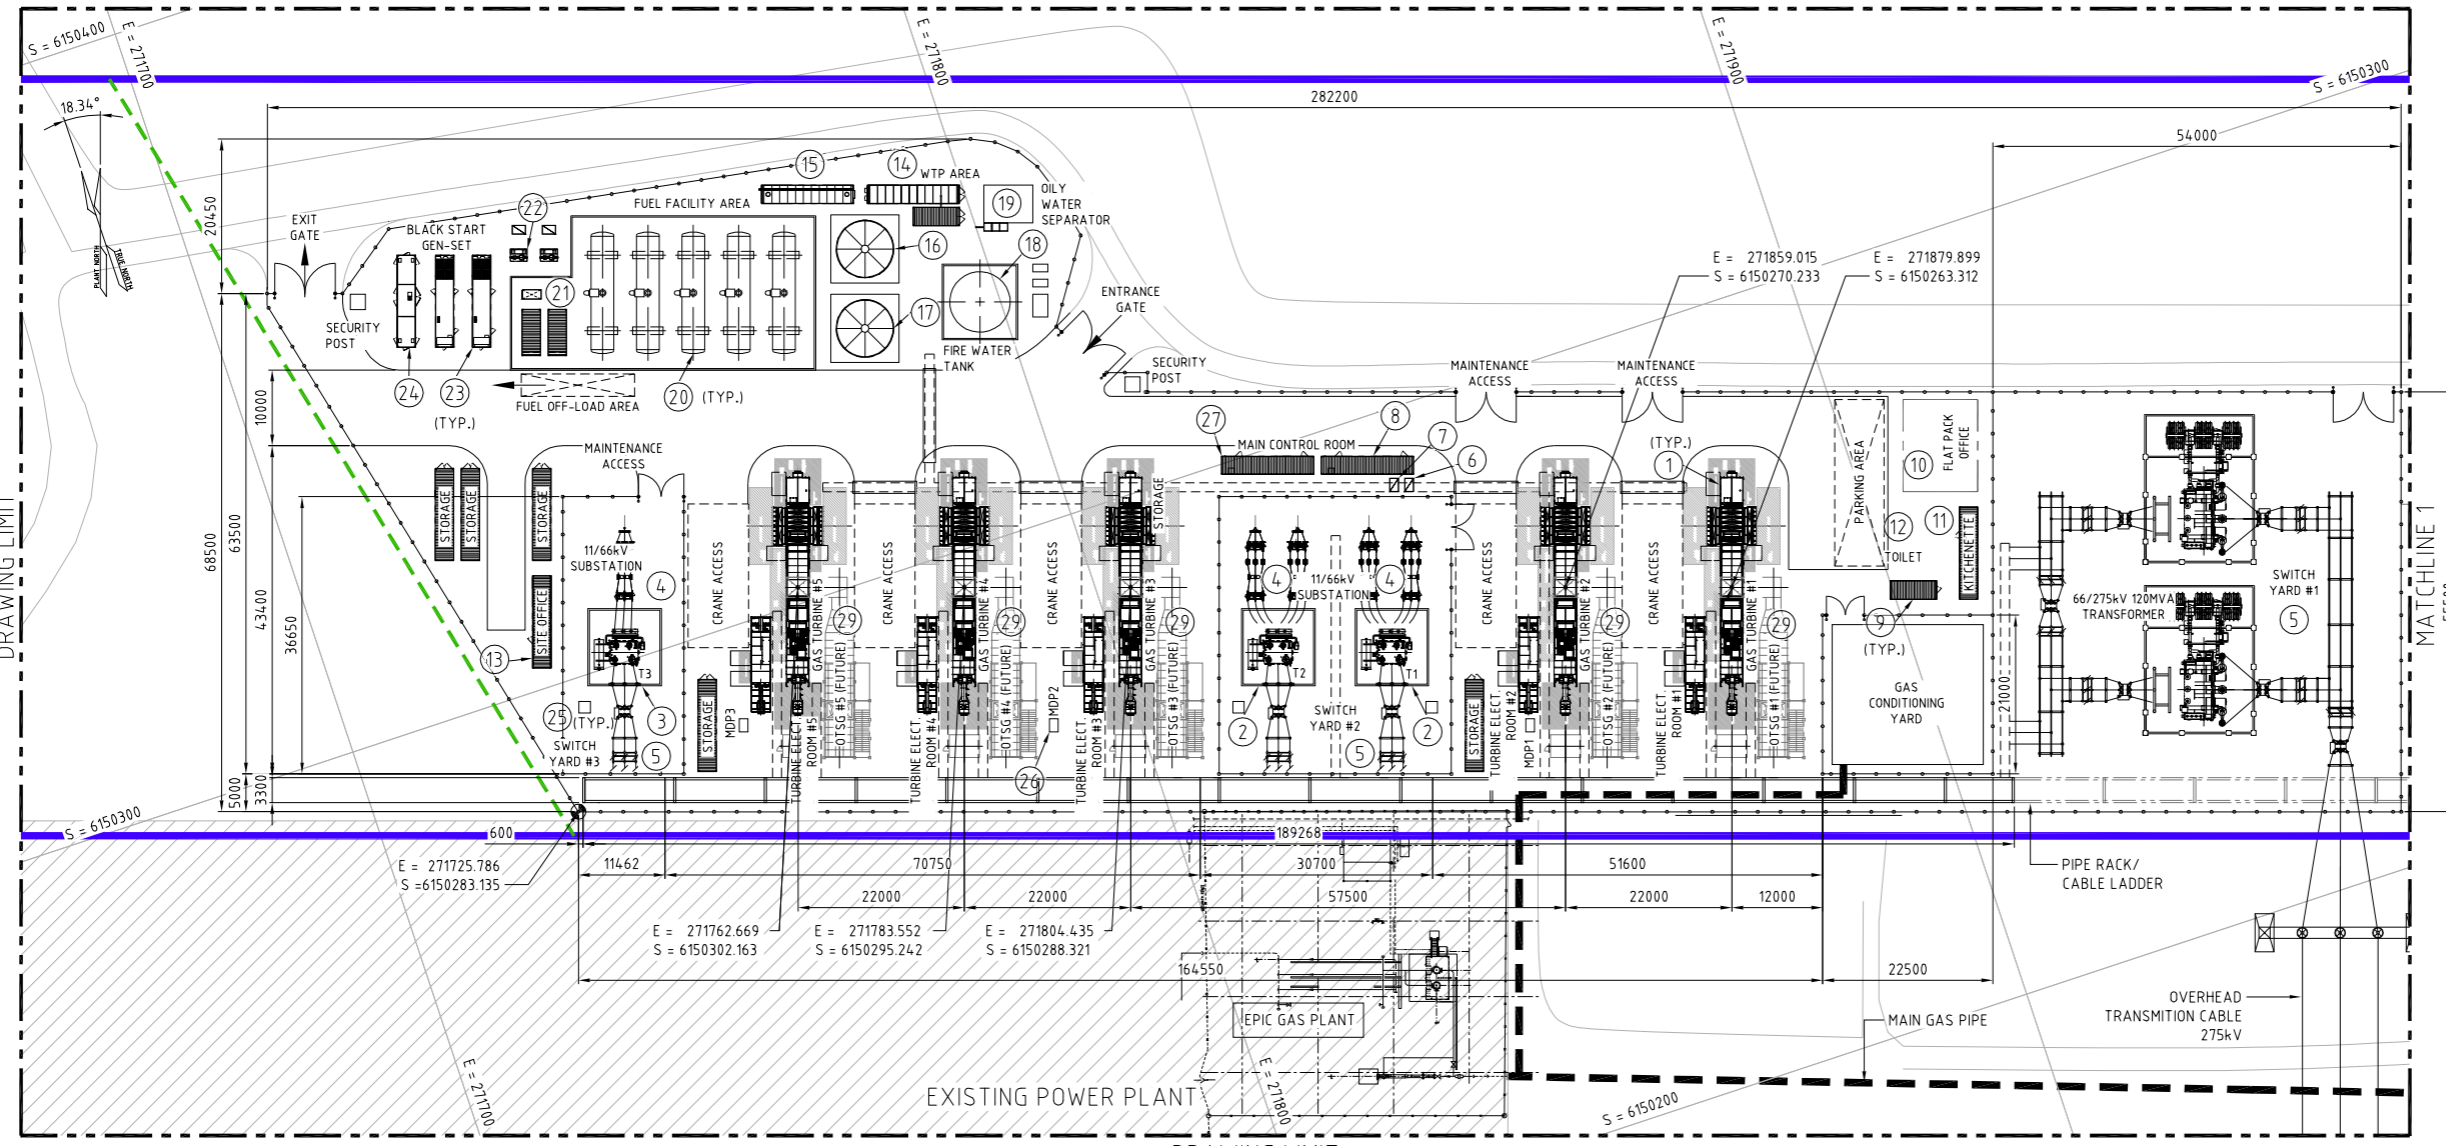 S = 6150400
E = 271700
E = 271800
E = 271900
S = 6150300
18.34°
282200
54000
PLANT NORTH
TRUE NORTH
20450
EXIT
GATE
22
BLACK START
GEN-SET
FUEL FACILITY AREA
15
14
WTP AREA
19
OILY
WATER
SEPARATOR
16
18
17
21
FIRE WATER
TANK
ENTRANCE
GATE
SECURITY
POST
SECURITY
POST
E = 271859.015
S = 6150270.233
E = 271879.899
S = 6150263.312
24
23
(TYP.)
FUEL OFF-LOAD AREA
20
(TYP.)
MAINTENANCE
ACCESS
MAINTENANCE
ACCESS
10000
68500
63500
43400
36650
5000
3300
DRAWING LIMIT
STORAGE
STORAGE
STORAGE
SITE OFFICE
13
MAINTENANCE
ACCESS
11/66kV
SUBSTATION
4
T3
3
25
(TYP.)
SWITCH
YARD #3
5
STORAGE
MDP3
CRANE ACCESS
GAS TURBINE #5
29
OTSG #5 (FUTURE)
TURBINE ELECT.
ROOM #5
CRANE ACCESS
GAS TURBINE #4
29
OTSG #4 (FUTURE)
TURBINE ELECT.
ROOM #4
MDP2
26
CRANE ACCESS
STORAGE
GAS TURBINE #3
29
OTSG #3 (FUTURE)
TURBINE ELECT.
ROOM #3
27
MAIN CONTROL ROOM
8
7
6
4
11/66kV
SUBSTATION
4
T2
T1
2
SWITCH
YARD #2
2
5
CRANE ACCESS
STORAGE
GAS TURBINE #2
29
OTSG #2 (FUTURE)
TURBINE ELECT.
ROOM #2
MDP1
(TYP.)
1
CRANE ACCESS
GAS TURBINE #1
29
OTSG #1 (FUTURE)
TURBINE ELECT.
ROOM #1
PARKING AREA
10
FLAT PACK
OFFICE
12
TOILET
11
KITCHENETTE
9
(TYP.)
GAS
CONDITIONING
YARD
21000
66/275kV 120MVA
TRANSFORMER
SWITCH
YARD #1
5
MATCHLINE 1
S = 6150300
600
189268
E = 271725.786
S =6150283.135
11462
70750
30700
51600
22000
22000
57500
22000
12000
E = 271762.669
S = 6150302.163
E = 271783.552
S = 6150295.242
E = 271804.435
S = 6150288.321
164550
22500
PIPE RACK/
CABLE LADDER
EPIC GAS PLANT
MAIN GAS PIPE
OVERHEAD
TRANSMITION CABLE
275kV
EXISTING POWER PLANT
E = 271700
E = 271800
S = 6150200